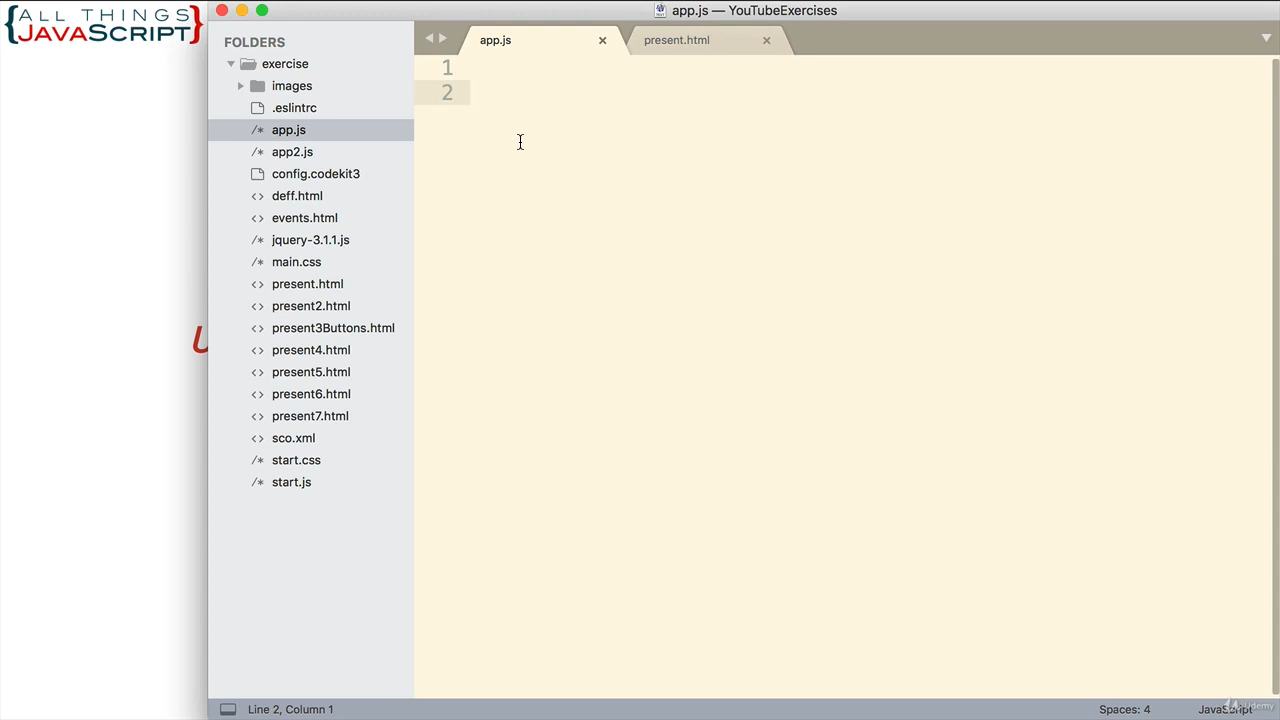 {ALL THINGS
JAVASCRIPT}
app.js — YouTubeExercises
FOLDERS
exercise
images
.eslintrc
/* app.js
/* app2.js
config.codekit3
<> deff.html
<> events.html
/* jquery-3.1.1.js
/* main.css
<> present.html
<> present2.html
<> present3Buttons.html
<> present4.html
<> present5.html
<> present6.html
<> present7.html
<> sco.xml
/* start.css
/* start.js
app.js
present.html
1
2
U
Line 2, Column 1
Spaces: 4
JavaScript
Udemy